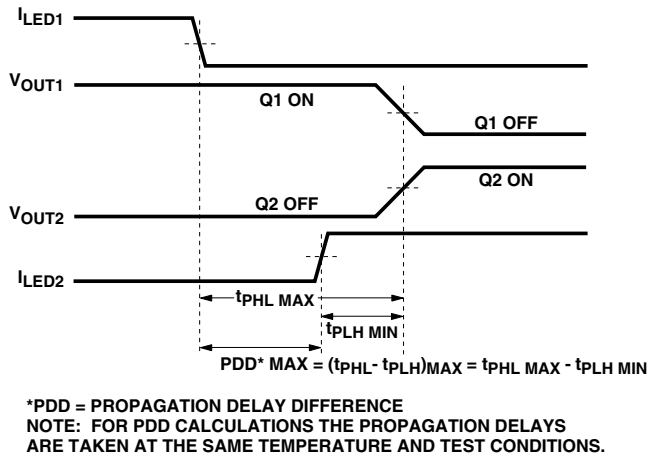 ILED1
VOUT1
Q1 ON
Q1 OFF
Q2 ON
Q2 OFF
VOUT2
ILED2
tPHL MAX
tPLH MIN
PDD* MAX = (tPHL- tPLH)MAX = tPHL MAX - tPLH MIN
*PDD = PROPAGATION DELAY DIFFERENCE
NOTE: FOR PDD CALCULATIONS THE PROPAGATION DELAYS
ARE TAKEN AT THE SAME TEMPERATURE AND TEST CONDITIONS.